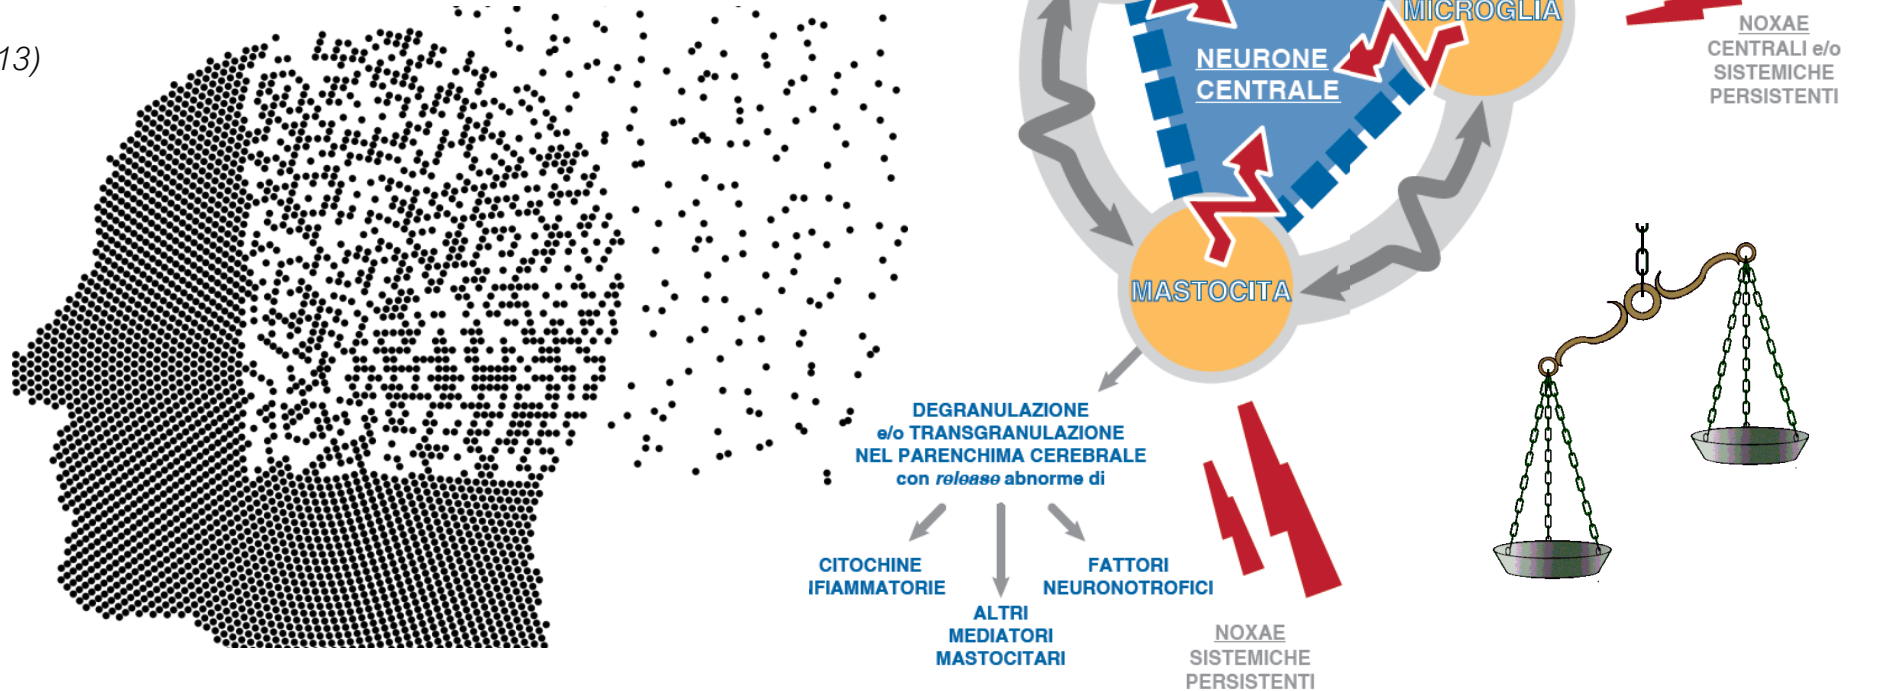 13)
MICROGLIA
NEURONE
CENTRALE
NOXAE
CENTRALI e/o
SISTEMICHE
PERSISTENTI
MASTOCITA
DEGRANULAZIONE
e/o TRANSGRANULAZIONE
NEL PARENCHIMA CEREBRALE
con release abnorme di
CITOCHINE
IFIAMMATORIE
FATTORI
NEURONOTROFICI
ALTRI
MEDIATORI
MASTOCITARI
NOXAE
SISTEMICHE
PERSISTENTI